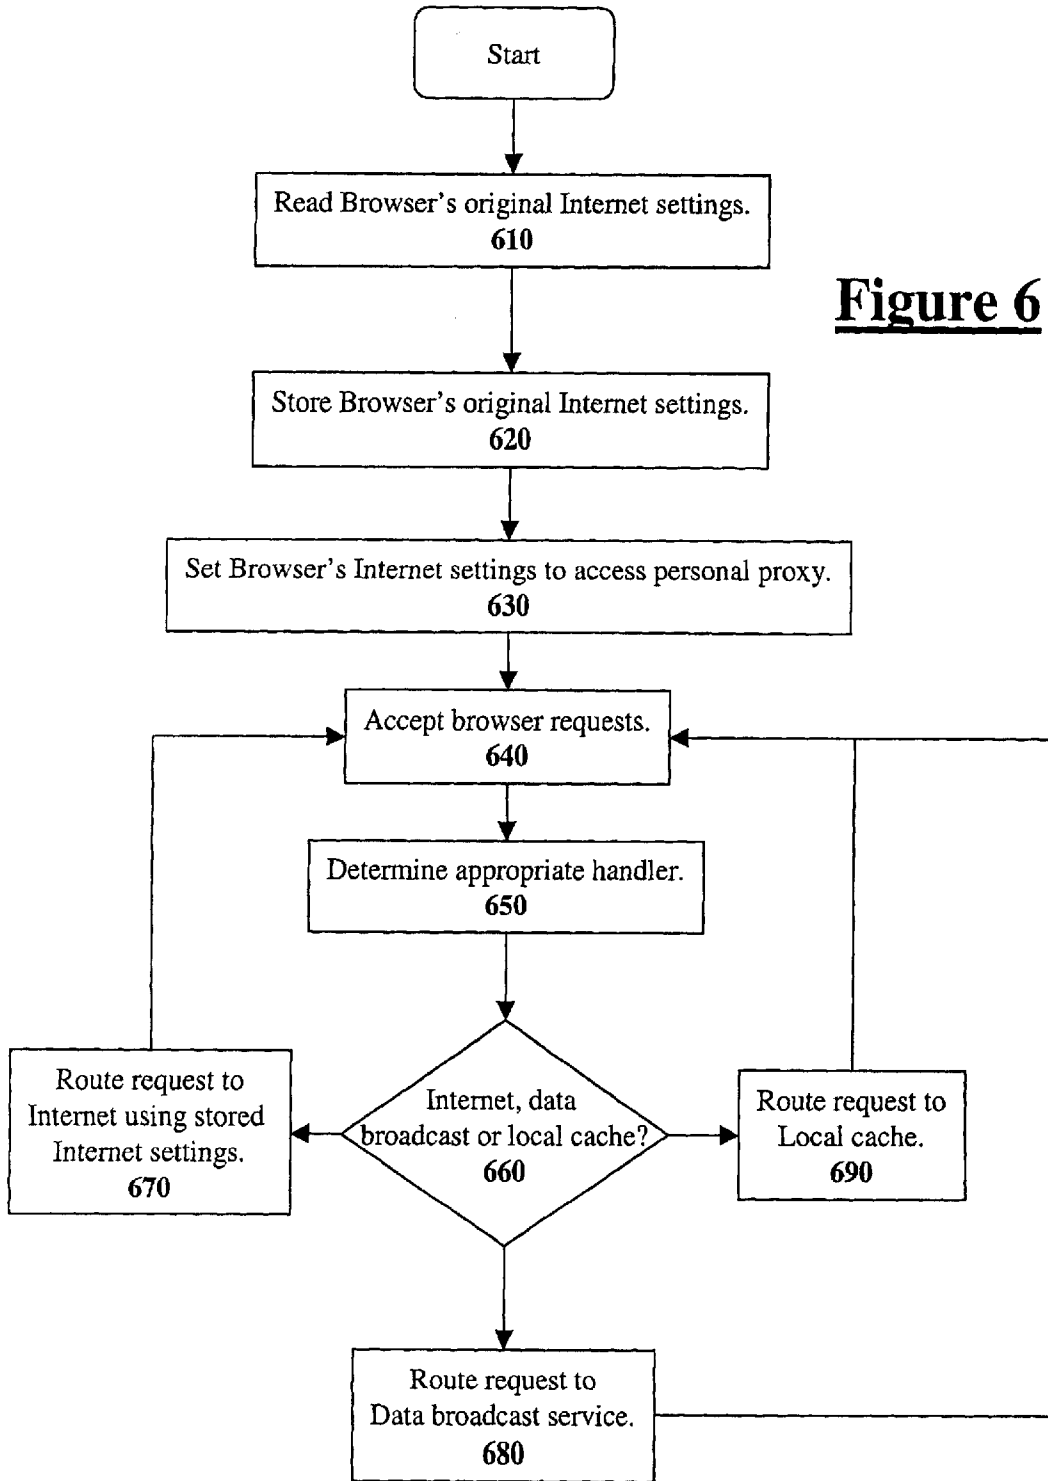 Start
Read Browser's original Internet settings.
610
Figure 6
Store Browser's original Internet settings.
620
Set Browser's Internet settings to access personal proxy.
630
Accept browser requests.
640
Determine appropriate handler.
650
Route request to
Internet using stored
Internet settings.
670
Internet, data
broadcast or local cache?
660
Route request to
Local cache.
690
Route request to
Data broadcast service.
680